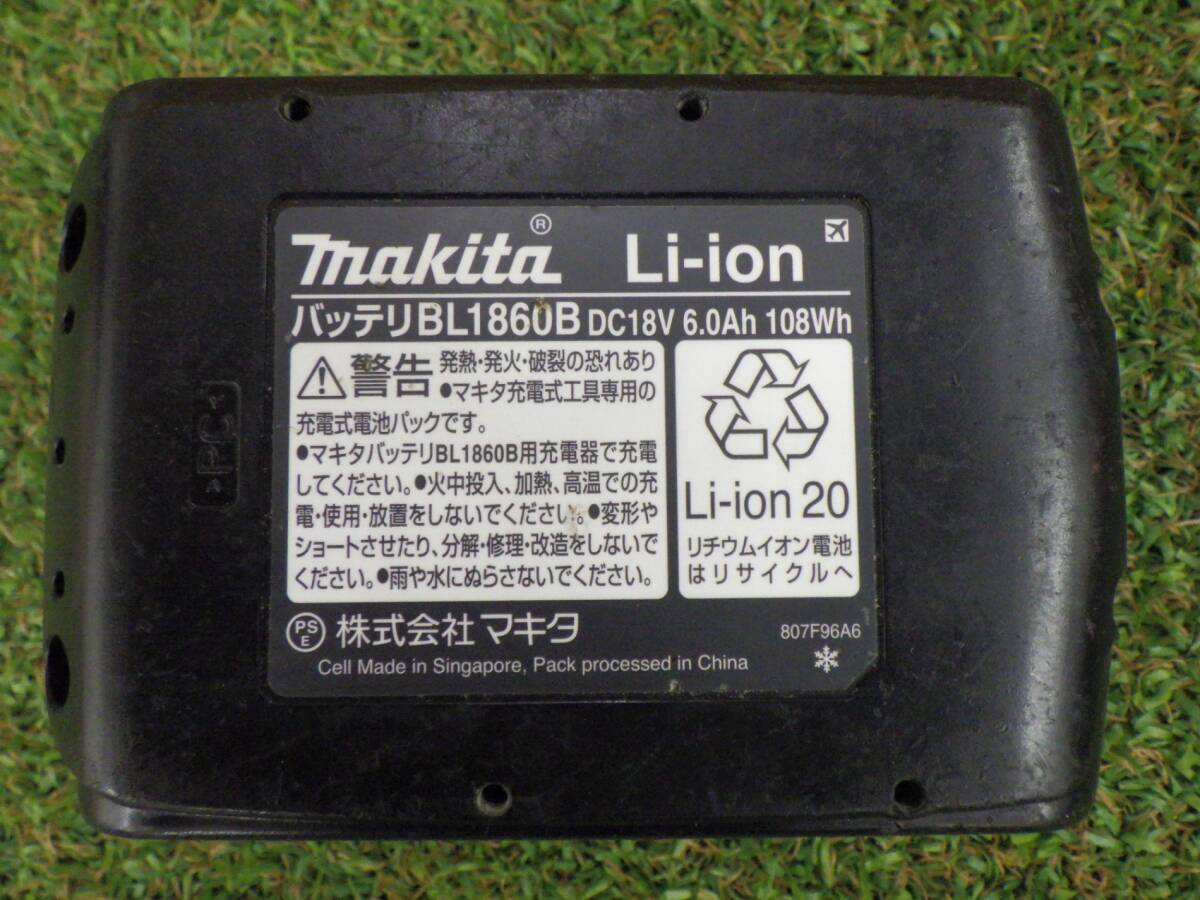 makita® Li-ion
バッテリBL1860B DC18V 6.0Ah 108Wh
警告 発熱・発火・破裂の恐れあり
●マキタ充電式工具専用の
充電式電池パックです。
●マキタバッテリBL1860B用充電器で充電
してください。●火中投入、加熱、高温での充
電・使用・放置をしないでください。●変形や
ショートさせたり、分解・修理・改造をしないで
ください。●雨や水にぬらさないでください。
Li-ion 20
リチウムイオン電池
はリサイクルへ
PS
E
株式会社 マキタ
807F96A6
Cell Made in Singapore, Pack processed in China
>PC<